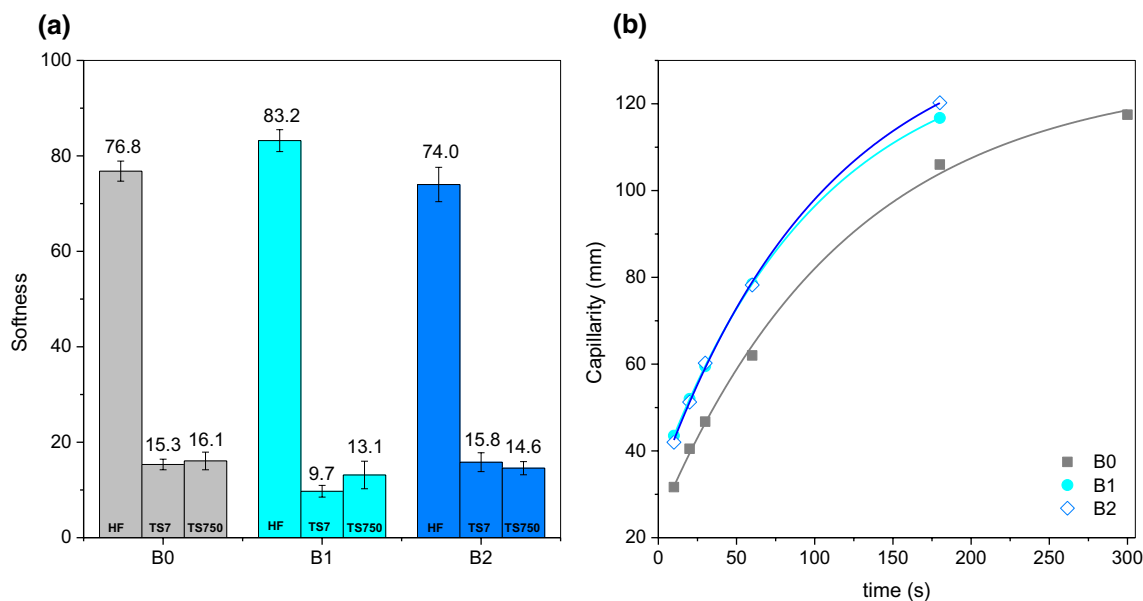 (a)
100
80
60
40
20
0
Softness
76.8
15.3
16.1
83.2
9.7
13.1
74.0
15.8
14.6
HF TS7 TS750
HF TS7 TS750
HF TS7 TS750
B0 B1 B2
(b)
120
100
80
60
40
20
Capillarity (mm)
B0
B1
B2
0 50 100 150 200 250 300
time (s)